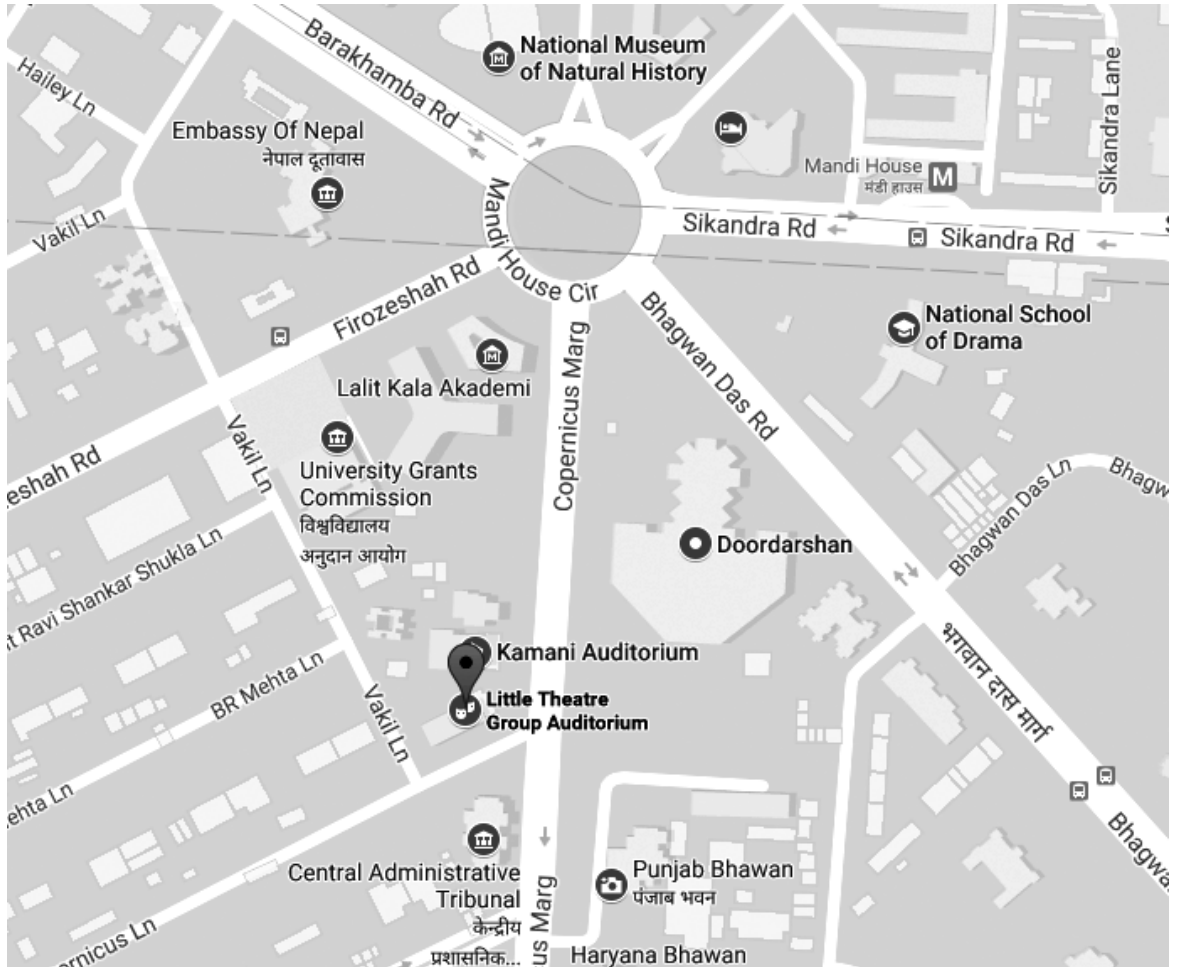 Barakhamba Rd
National Museum
of Natural History
Hailey Ln
Embassy Of Nepal
नेपाल दूतावास
Sikandra Lane
Mandi House
मंडी हाउस
M
Vakil Ln
Mandi House Cir
Sikandra Rd
Sikandra Rd
S
Firozeshah Rd
Bhagwan Das Rd
National School
of Drama
Copernicus Marg
Lalit Kala Akademi
Vakil Ln
University Grants
Commission
विश्वविद्यालय
अनुदान आयोग
zeshah Rd
Bhagwan Das Ln
Bhagw
Doordarshan
t Ravi Shankar Shukla Ln
Kamani Auditorium
BR Mehta Ln
Vakil Ln
Little Theatre
Group Auditorium
भगवान दास मार्ग
ehta Ln
Central Administrative
Tribunal
केन्द्रीय
प्रशासनिक...
Punjab Bhawan
पंजाब भवन
Bhagwa
us Marg
ernicus Ln
Haryana Bhawan